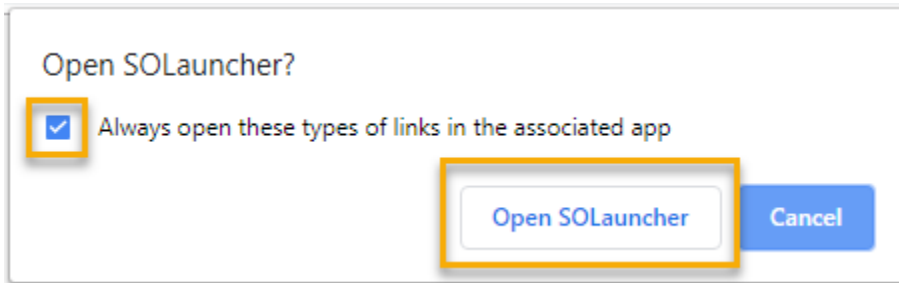 Open SOLauncher?
Always open these types of links in the associated app
Open SOLauncher Cancel